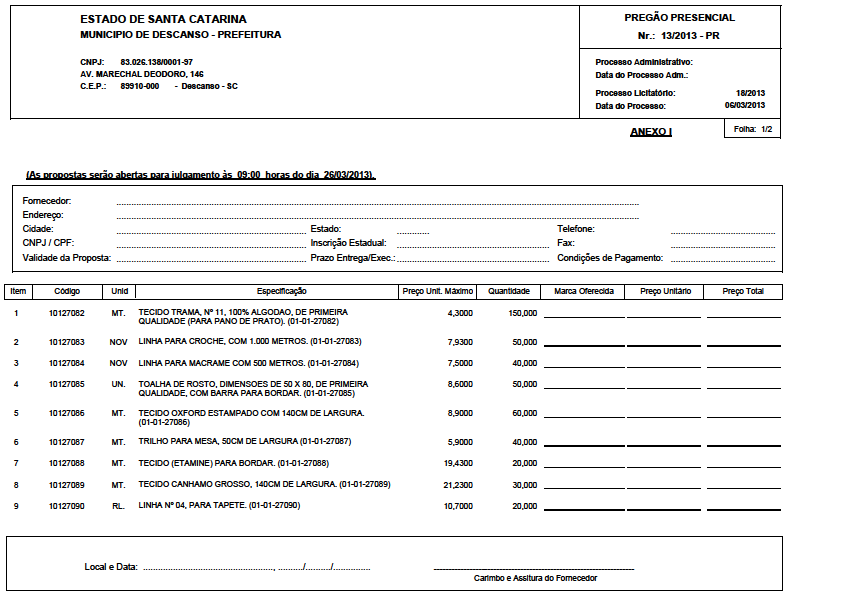 ESTADO DE SANTA CATARINA
MUNICIPIO DE DESCANSO - PREFEITURA
CNPJ: 83.026.138/0001-97
AV. MARECHAL DEODORO, 146
C.E.P.: 89910-000 - Descanso - SC
PREGÃO PRESENCIAL
Nr.: 13/2013 - PR
Processo Administrativo:
Data do Processo Adm.:
Processo Licitatório: 18/2013
Data do Processo: 06/03/2013
ANEXO I
Folha: 1/2
(As propostas serão abertas para julgamento às 09:00 horas do dia 26/03/2013).
Fornecedor:
Endereço:
Cidade: Estado: Telefone:
CNPJ / CPF: Inscrição Estadual: Fax:
Validade da Proposta: Prazo Entrega/Exec.: Condições de Pagamento:
Item Código Unid Especificação Preço Unit. Máximo Quantidade Marca Oferecida Preço Unitário Preço Total
1 10127082 MT. TECIDO TRAMA, Nº 11, 100% ALGODAO, DE PRIMEIRA 4,3000 150,000
QUALIDADE (PARA PANO DE PRATO). (01-01-27082)
2 10127083 NOV LINHA PARA CROCHE, COM 1.000 METROS. (01-01-27083) 7,9300 50,000
3 10127084 NOV LINHA PARA MACRAME COM 500 METROS. (01-01-27084) 7,5000 40,000
4 10127085 UN. TOALHA DE ROSTO, DIMENSOES DE 50 X 80, DE PRIMEIRA 8,6000 50,000
QUALIDADE, COM BARRA PARA BORDAR. (01-01-27085)
5 10127086 MT. TECIDO OXFORD ESTAMPADO COM 140CM DE LARGURA. 8,9000 60,000
(01-01-27086)
6 10127087 MT. TRILHO PARA MESA, 50CM DE LARGURA (01-01-27087) 5,9000 40,000
7 10127088 MT. TECIDO (ETAMINE) PARA BORDAR. (01-01-27088) 19,4300 20,000
8 10127089 MT. TECIDO CANHAMO GROSSO, 140CM DE LARGURA. (01-01-27089) 21,2300 30,000
9 10127090 RL. LINHA Nº 04, PARA TAPETE. (01-01-27090) 10,7000 20,000
Local e Data: ......................................................, ........../........../...............
Carimbo e Assitura do Fornecedor